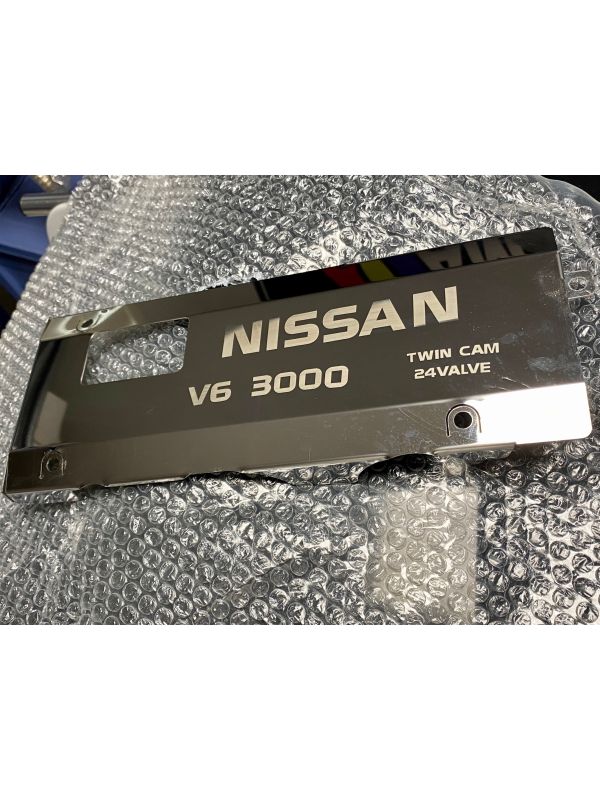 NISSAN
V6 3000
TWIN CAM
24VALVE